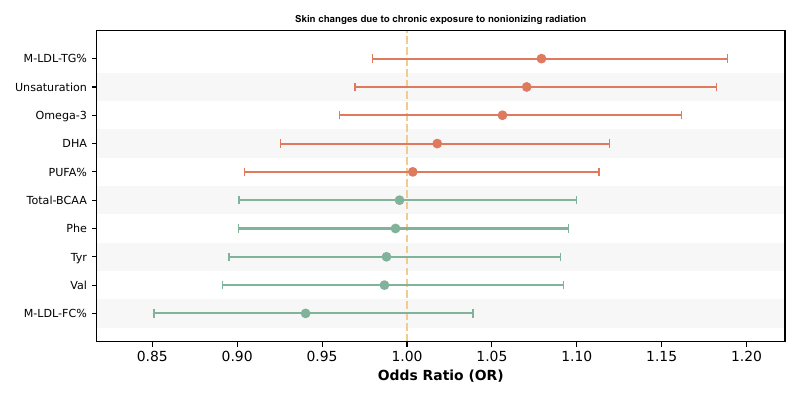 Skin changes due to chronic exposure to nonionizing radiation
M-LDL-TG%
Unsaturation
Omega-3
DHA
PUFA%
Total-BCAA
Phe
Tyr
Val
M-LDL-FC%
0.85 0.90 0.95 1.00 1.05 1.10 1.15 1.20
Odds Ratio (OR)